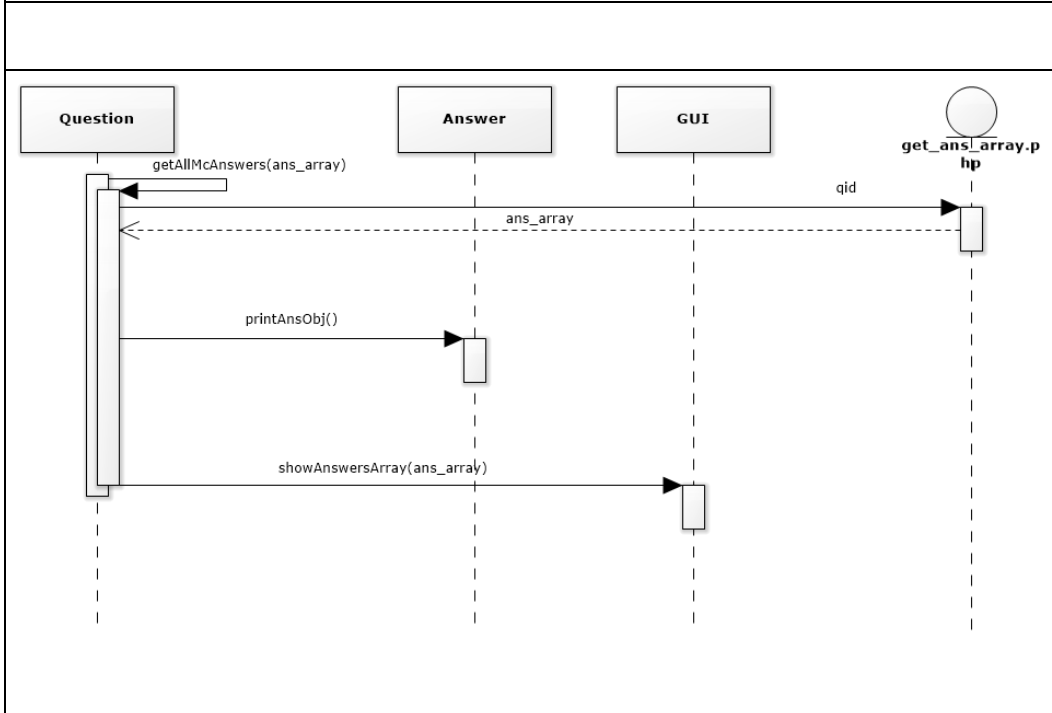 Question
Answer
GUI
get_ans_array.p
hp
getAllMcAnswers(ans_array)
qid
ans_array
printAnsObj()
showAnswersArray(ans_array)